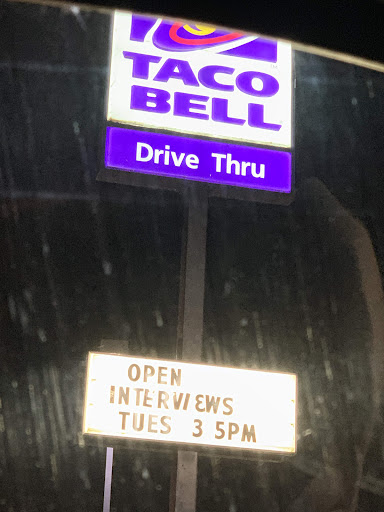 TACO
BELL
Drive Thru
OPEN
INTERVIEWS
TUES 3 5PM